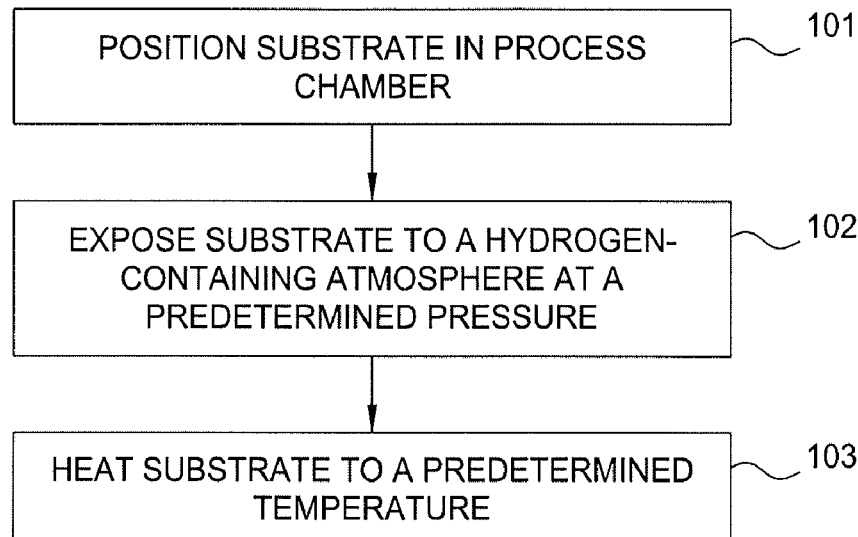 POSITION SUBSTRATE IN PROCESS
CHAMBER
101
EXPOSE SUBSTRATE TO A HYDROGEN-
CONTAINING ATMOSPHERE AT A
PREDETERMINED PRESSURE
102
HEAT SUBSTRATE TO A PREDETERMINED
TEMPERATURE
103